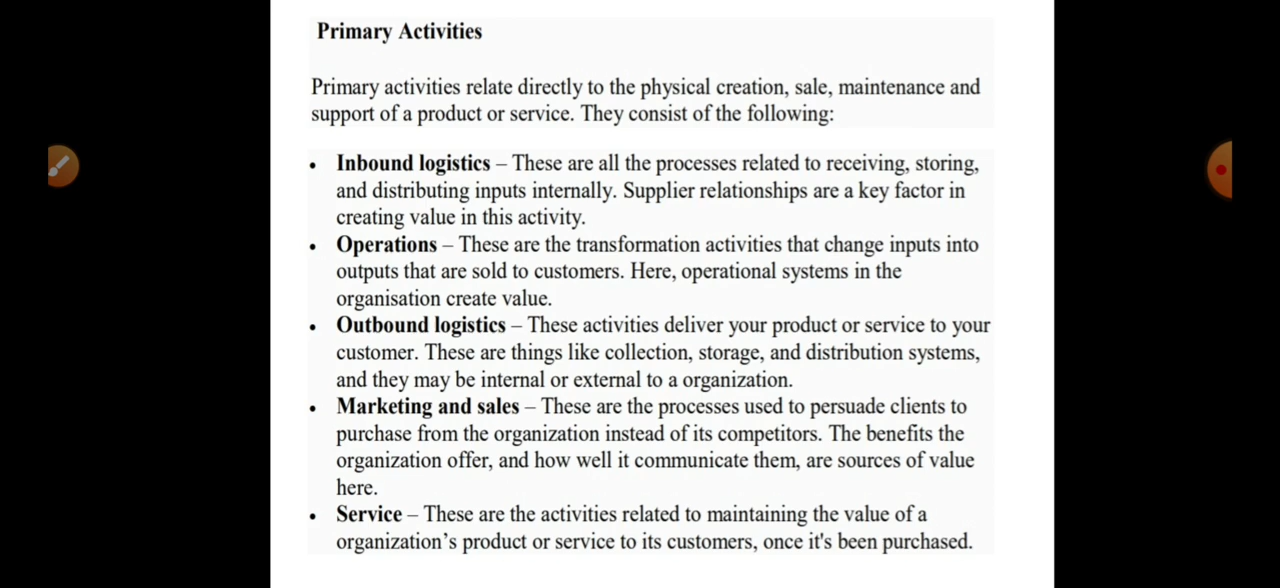 Primary Activities
Primary activities relate directly to the physical creation, sale, maintenance and
support of a product or service. They consist of the following:
• Inbound logistics – These are all the processes related to receiving, storing,
and distributing inputs internally. Supplier relationships are a key factor in
creating value in this activity.
• Operations – These are the transformation activities that change inputs into
outputs that are sold to customers. Here, operational systems in the
organisation create value.
• Outbound logistics – These activities deliver your product or service to your
customer. These are things like collection, storage, and distribution systems,
and they may be internal or external to a organization.
• Marketing and sales – These are the processes used to persuade clients to
purchase from the organization instead of its competitors. The benefits the
organization offer, and how well it communicate them, are sources of value
here.
• Service – These are the activities related to maintaining the value of a
organization’s product or service to its customers, once it's been purchased.